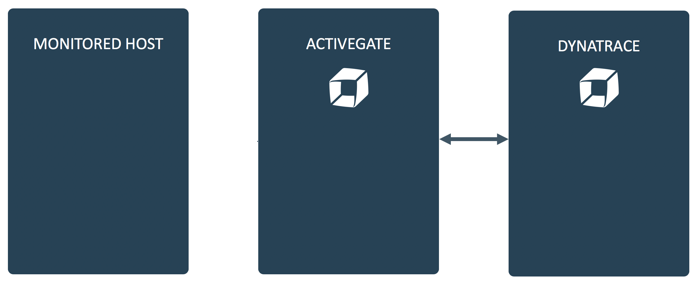 MONITORED HOST
ACTIVEGATE
DYNATRACE